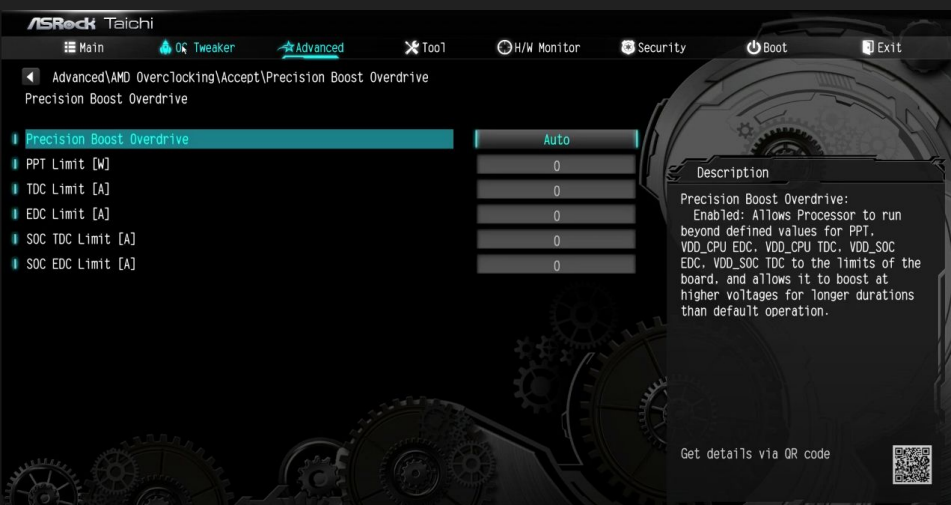 ASRock Taichi
Main OC Tweaker Advanced Tool H/W Monitor Security Boot Exit
Advanced\AMD Overclocking\Accept\Precision Boost Overdrive
Precision Boost Overdrive
Precision Boost Overdrive Auto
PPT Limit [W] 0
TDC Limit [A] 0
EDC Limit [A] 0
SOC TDC Limit [A] 0
SOC EDC Limit [A] 0
Description
Precision Boost Overdrive:
Enabled: Allows Processor to run
beyond defined values for PPT,
VDD_CPU EDC, VDD_CPU TDC, VDD_SOC
EDC, VDD_SOC TDC to the limits of the
board, and allows it to boost at
higher voltages for longer durations
than default operation.
Get details via QR code